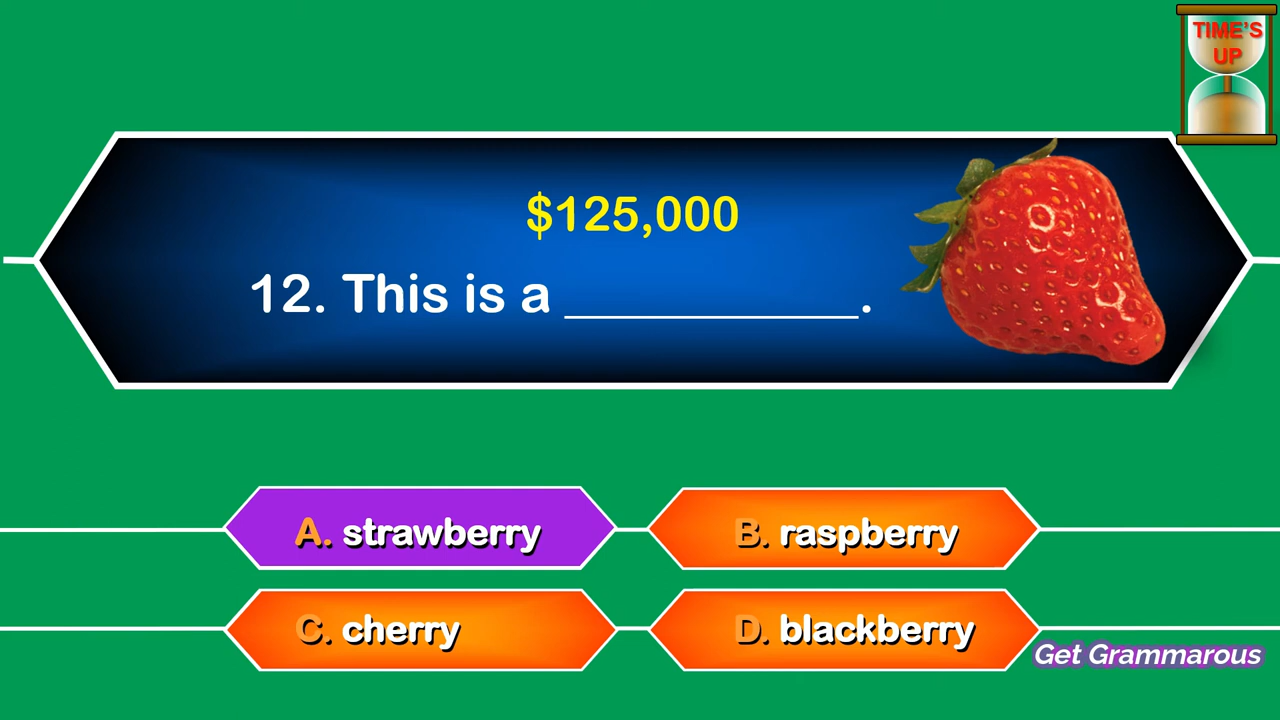 TIME'S
UP
$125,000
12. This is a ___________.
A. strawberry
B. raspberry
C. cherry
D. blackberry
Get Grammarous